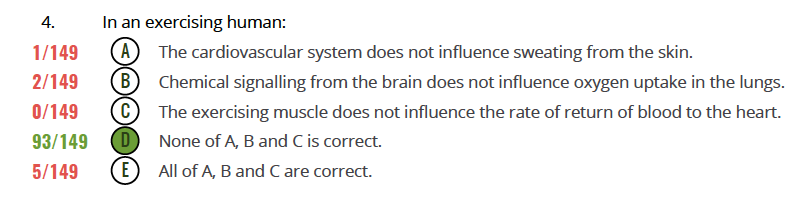 4. In an exercising human:
1/149 A The cardiovascular system does not influence sweating from the skin.
2/149 B Chemical signalling from the brain does not influence oxygen uptake in the lungs.
0/149 C The exercising muscle does not influence the rate of return of blood to the heart.
93/149 D None of A, B and C is correct.
5/149 E All of A, B and C are correct.